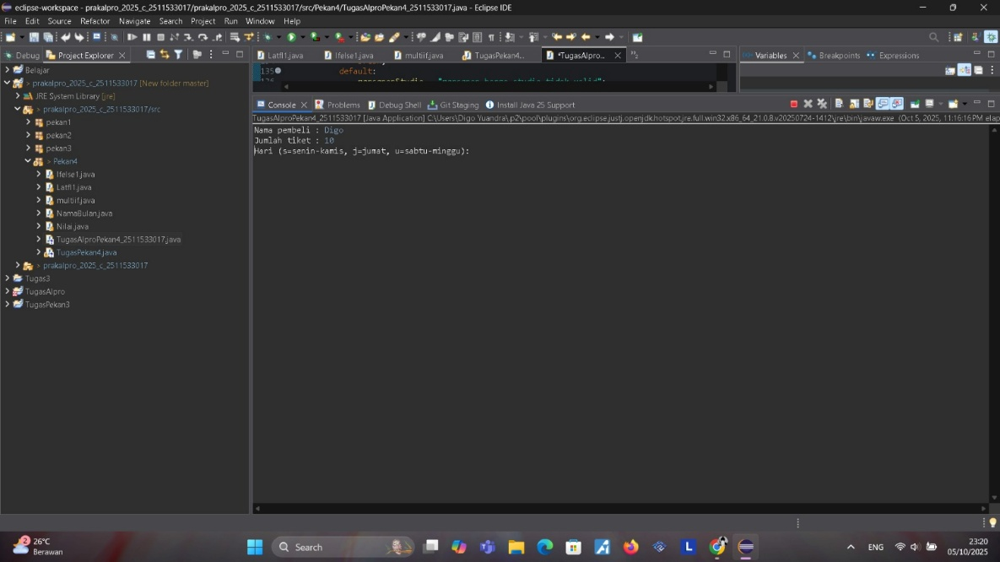 eclipse-workspace - prakalpro_2025_c_2511533017/prakalpro_2025_c_2511533017/src/Pekan4/TugasAlproPekan4_2511533017.java - Eclipse IDE
File Edit Source Refactor Navigate Search Project Run Window Help
Debug Project Explorer
Latfl1.java Ifelse1.java multiif.java TugasPekan4... *TugasAlpro...
Variables Breakpoints Expressions
Belajar
> prakalpro_2025_c_2511533017 [New folder master]
JRE System Library [jre]
> prakalpro_2025_c_2511533017/src
pekan1
pekan2
pekan3
> Pekan4
Ifelse1.java
Latfl1.java
multiif.java
NamaBulan.java
Nilai.java
TugasAlproPekan4_2511533017.java
TugasPekan4.java
> prakalpro_2025_c_2511533017
Tugas3
TugasAlpro
TugasPekan3
135 default:
Console Problems Debug Shell Git Staging Install Java 25 Support
TugasAlproPekan4_2511533017 [Java Application] C:\Users\Digo Yuandra\.p2\pool\plugins\org.eclipse.justj.openjdk.hotspot.jre.full.win32.x86_64_21.0.8.v20250724-1412\jre\bin\javaw.exe (Oct 5, 2025, 11:16:16 PM elap
Nama pembeli : Digo
Jumlah tiket : 10
Hari (s=senin-kamis, j=jumat, u=sabtu-minggu):
2
26°C
Berawan
Search
ENG
23:20
05/10/2025